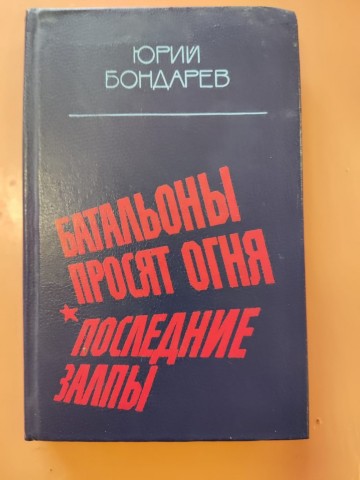 ЮРИЙ
БОНДАРЕВ
БАТАЛЬОНЫ
ПРОСЯТ ОГНЯ
ПОСЛЕДНИЕ
ЗАЛПЫ